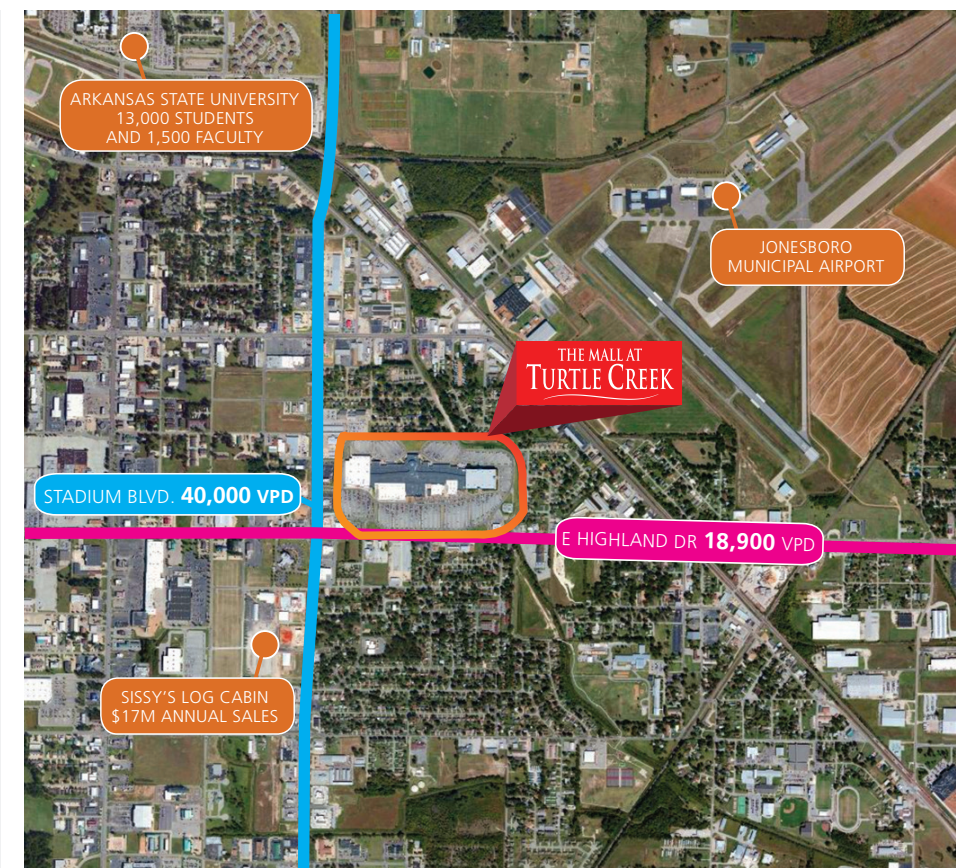 ARKANSAS STATE UNIVERSITY
13,000 STUDENTS
AND 1,500 FACULTY
JONESBORO
MUNICIPAL AIRPORT
THE MALL AT
TURTLE CREEK
STADIUM BLVD. 40,000 VPD
E HIGHLAND DR 18,900 VPD
SISSY'S LOG CABIN
$17M ANNUAL SALES